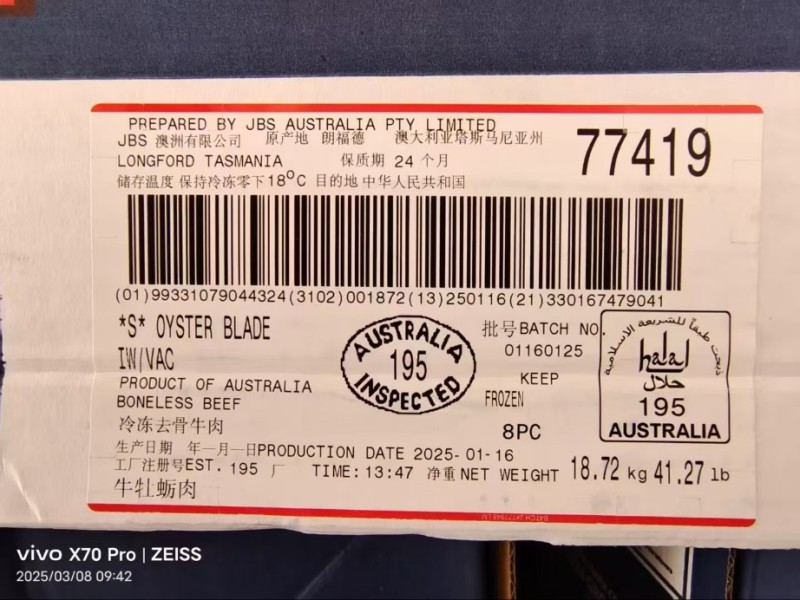 PREPARED BY JBS AUSTRALIA PTY LIMITED
JBS 澳洲有限公司 原产地 朗福德 澳大利亚塔斯马尼亚州
77419
LONGFORD TASMANIA 保质期 24 个月
储存温度 保持冷冻零下18°C 目的地 中华人民共和国
(01)99331079044324(3102)001872(13)250116(21)330167479041
*S* OYSTER BLADE
IW/VAC
PRODUCT OF AUSTRALIA
BONELESS BEEF
冷冻去骨牛肉
AUSTRALIA
195
INSPECTED
批号BATCH NO.
01160125
KEEP
FROZEN
8PC
ذبحت طبقاً للشريعة الاسلامية
halal
حلال
195
AUSTRALIA
生产日期 年—月—日PRODUCTION DATE 2025-01-16
工厂注册号EST. 195 厂 TIME:13:47 净重NET WEIGHT 18.72 kg 41.27 lb
牛牡蛎肉
vivo X70 Pro | ZEISS
2025/03/08 09:42